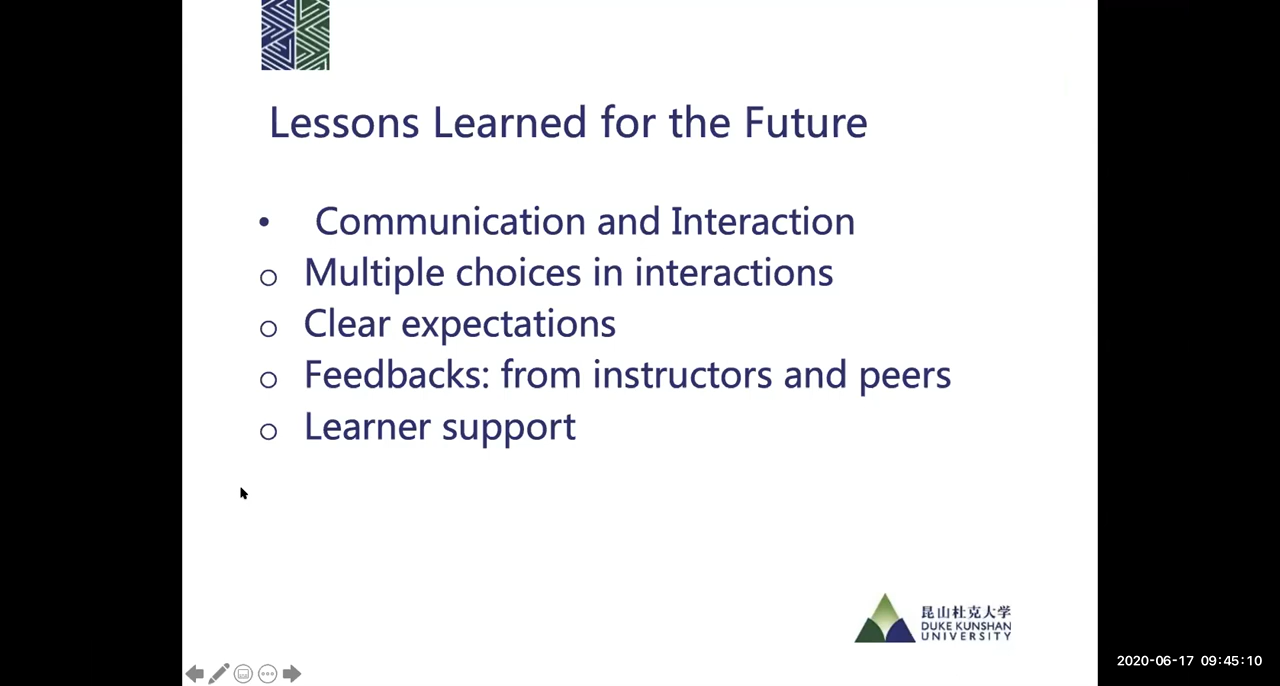 Lessons Learned for the Future
• Communication and Interaction
o Multiple choices in interactions
o Clear expectations
o Feedbacks: from instructors and peers
o Learner support
昆山杜克大学
DUKE KUNSHAN
UNIVERSITY
2020-06-17 09:45:10